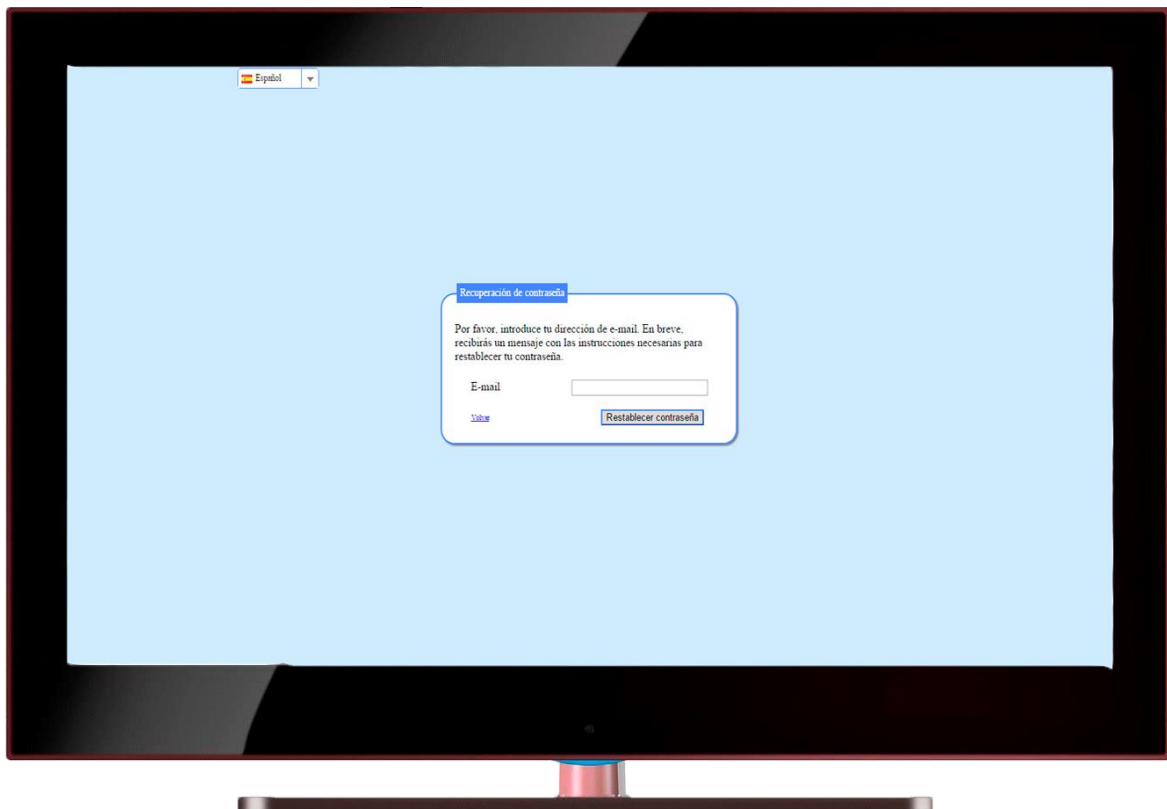 Español
Recuperación de contraseña
Por favor, introduce tu dirección de e-mail. En breve,
recibirás un mensaje con las instrucciones necesarias para
restablecer tu contraseña.
E-mail
Volver
Restablecer contraseña